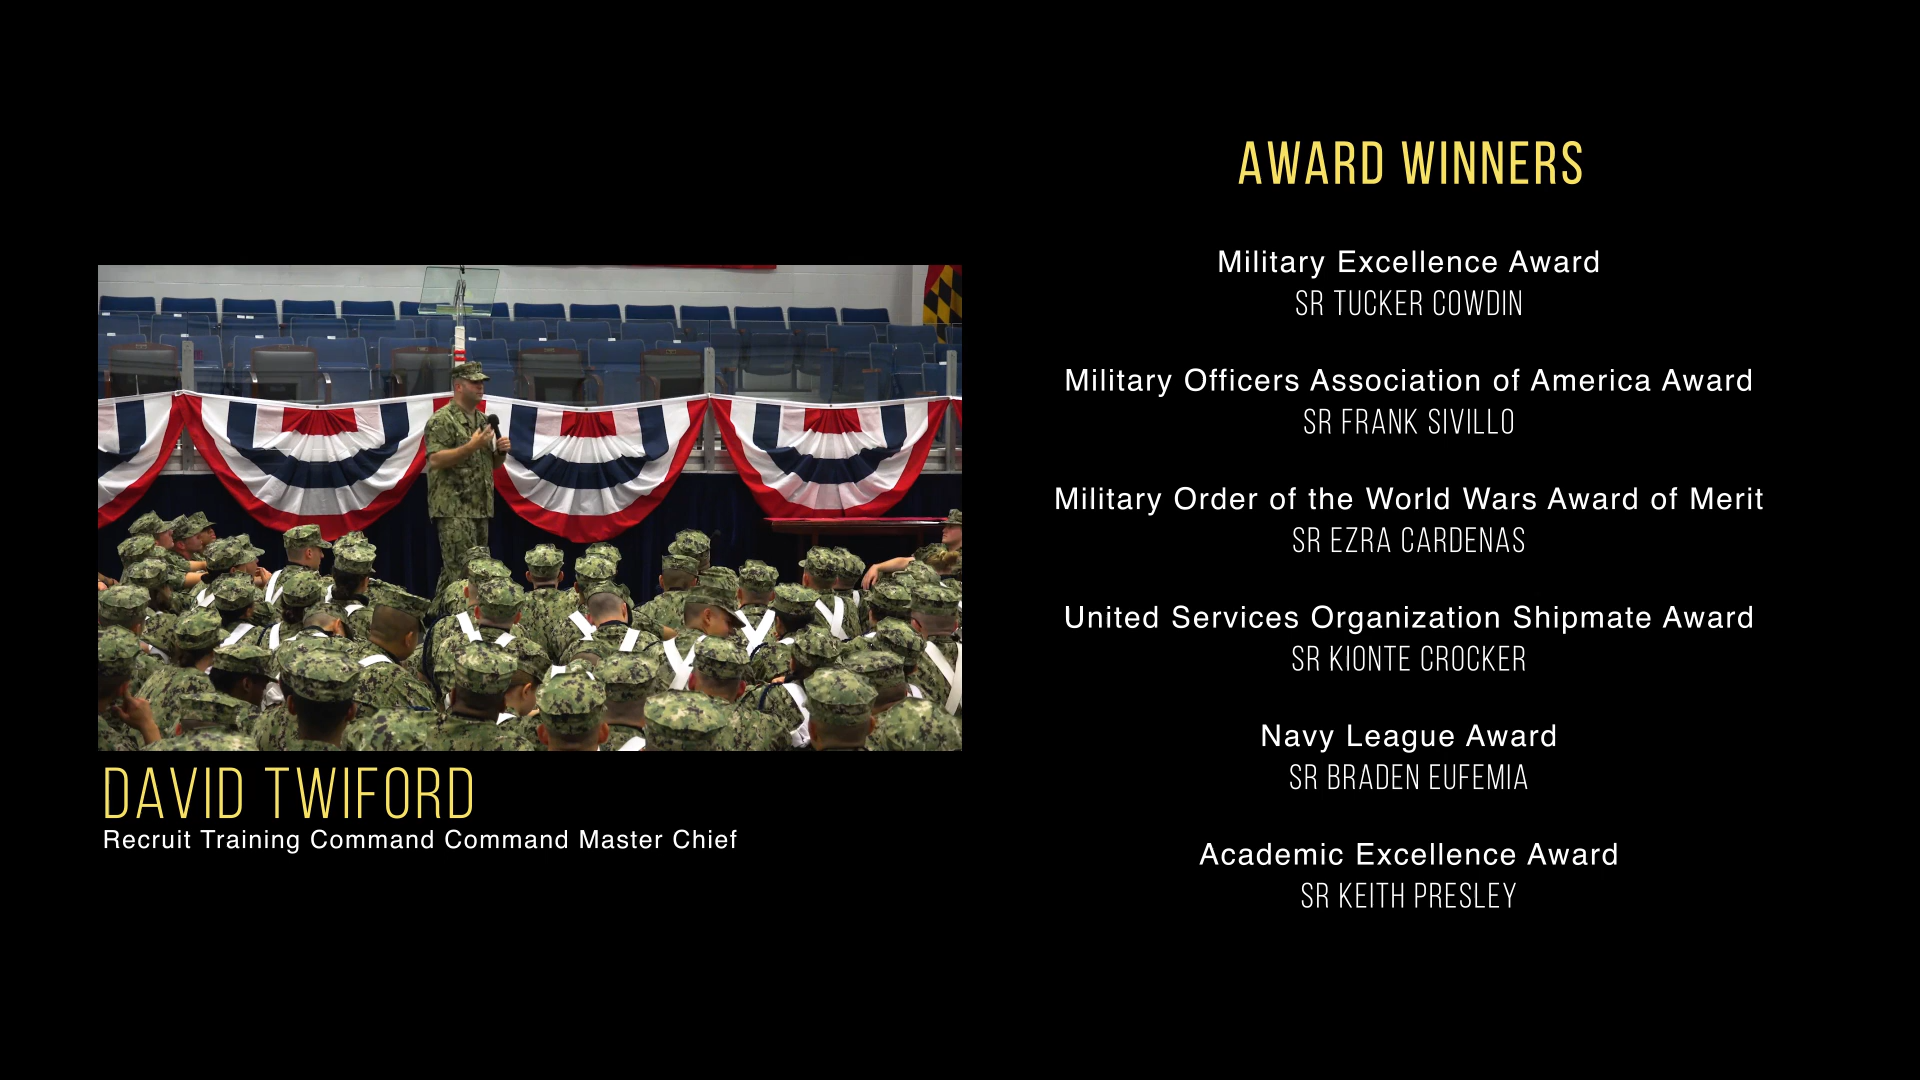 AWARD WINNERS
Military Excellence Award
SR TUCKER COWDIN
Military Officers Association of America Award
SR FRANK SIVILLO
Military Order of the World Wars Award of Merit
SR EZRA CARDENAS
United Services Organization Shipmate Award
SR KIONTE CROCKER
Navy League Award
SR BRADEN EUFEMIA
Academic Excellence Award
SR KEITH PRESLEY
DAVID TWIFORD
Recruit Training Command Command Master Chief